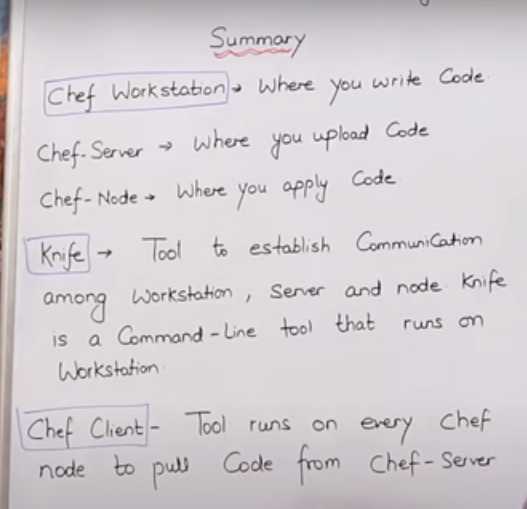 Summary
Chef Workstation → Where you write Code.
Chef-Server → Where you upload Code
Chef-Node → Where you apply Code.
Knife → Tool to establish Communication
among Workstation, Server and node. Knife
is a Command-Line tool that runs on
Workstation.
Chef Client - Tool runs on every Chef
node to pull Code from Chef-Server